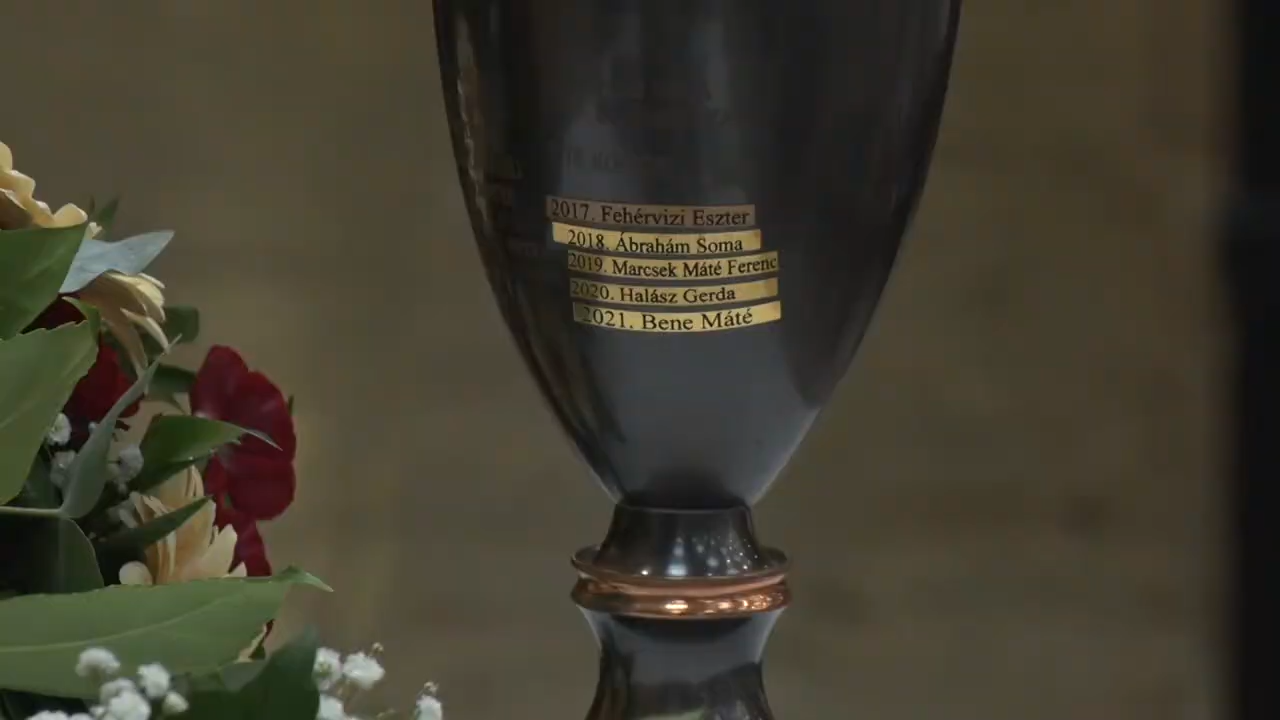 2017. Fehérvizi Eszter
2018. Ábrahám Soma
2019. Marcsek Máté Ferenc
2020. Halász Gerda
2021. Bene Máté